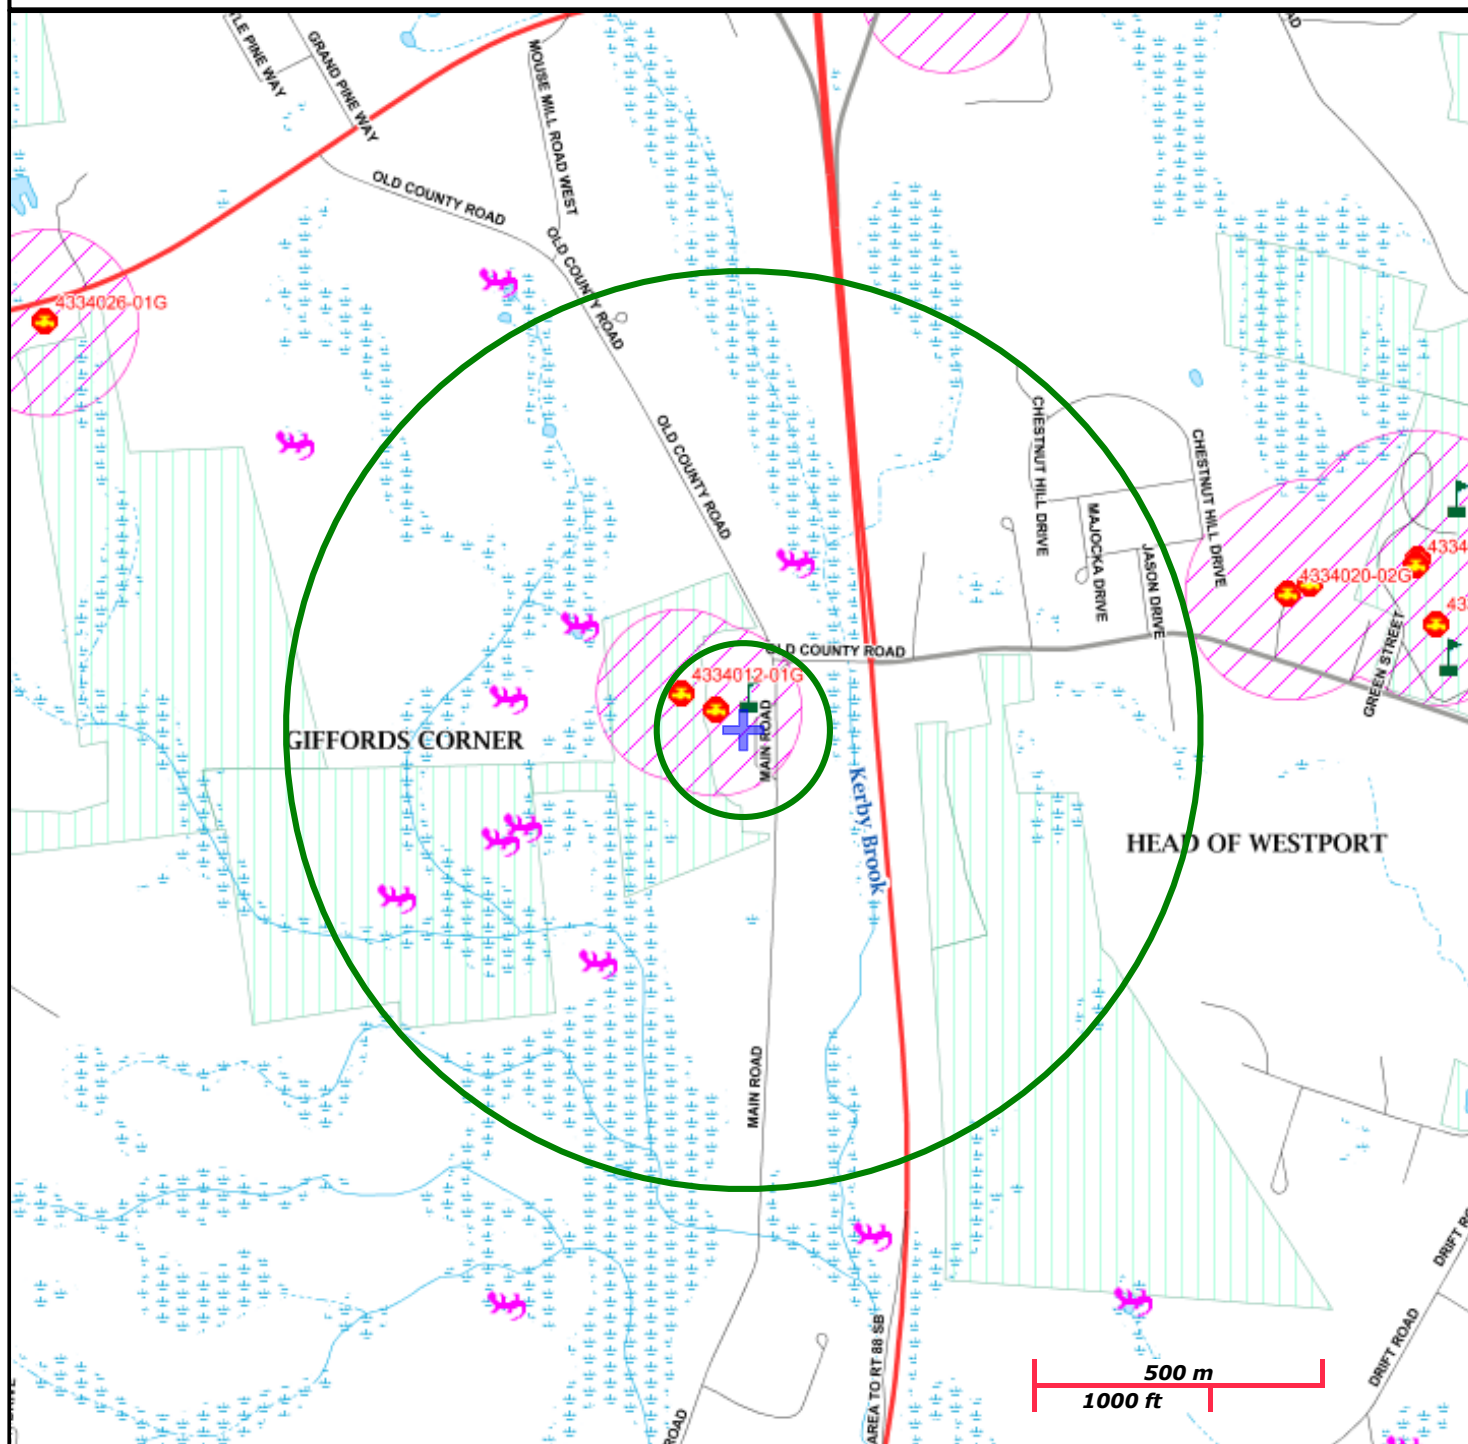 GRAND PINE WAY
MOUSE MILL ROAD WEST
OLD COUNTY ROAD
OLD COUNTY ROAD
4334026-01G
OLD COUNTY ROAD
CHESTNUT HILL DRIVE
CHESTNUT HILL DRIVE
MAJOCKA DRIVE
JASON DRIVE
4334020-02G
GREEN STREET
OLD COUNTY ROAD
4334012-01G
MAIN ROAD
GIFFORDS CORNER
Kerby Brook
HEAD OF WESTPORT
MAIN ROAD
DRIFT
DRIFT ROAD
AREA TO RT 88 SB
ROAD
500 m
1000 ft